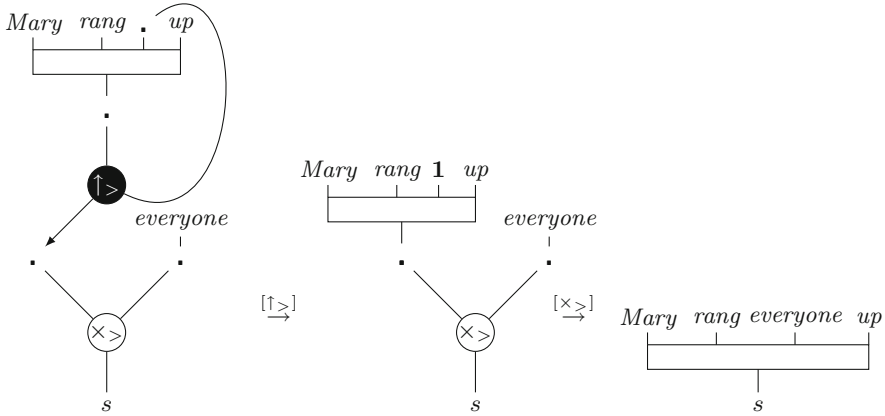 Mary rang . up
.
↑>
everyone
. .
×>
s
[↑>]
→
Mary rang 1 up
everyone
. .
×>
s
[×>]
→
Mary rang everyone up
s